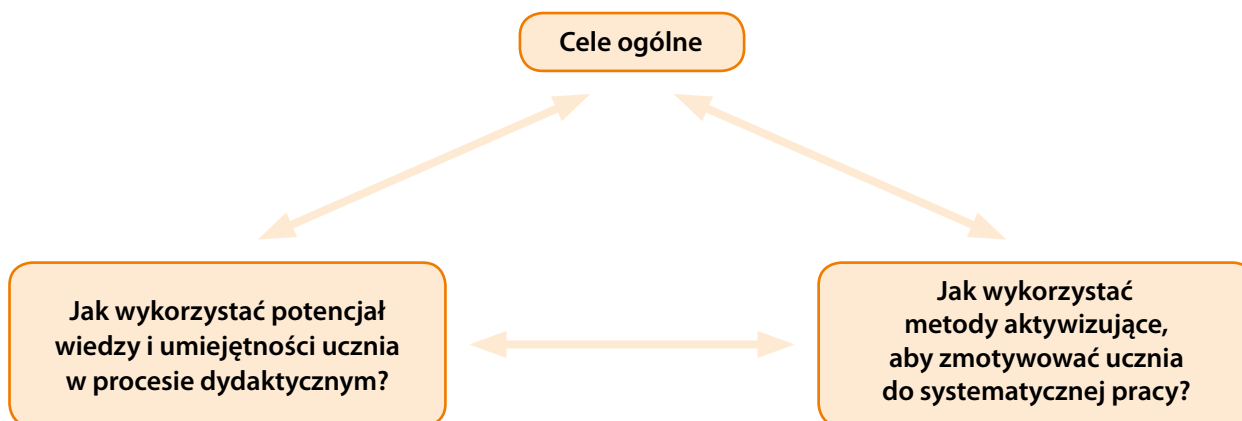 Cele ogólne
Jak wykorzystać potencjał
wiedzy i umiejętności ucznia
w procesie dydaktycznym?
Jak wykorzystać
metody aktywizujące,
aby zmotywować ucznia
do systematycznej pracy?